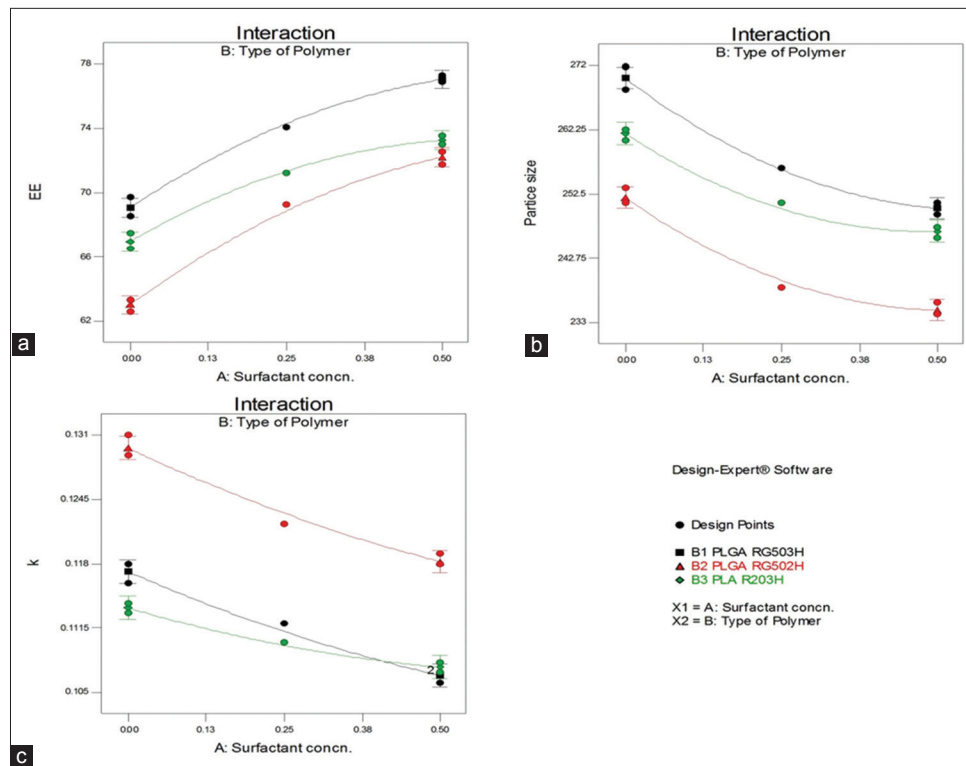 Interaction
B: Type of Polymer
78
74
70
66
62
EE
0.00
0.13
0.25
0.38
0.50
A: Surfactant concn.
a
Interaction
B: Type of Polymer
272
262.25
252.5
242.75
233
Partice size
0.00
0.13
0.25
0.38
0.50
A: Surfactant concn.
b
Interaction
B: Type of Polymer
0.131
0.1245
0.118
0.1115
0.105
k
2
0.00
0.13
0.25
0.38
0.50
A: Surfactant concn.
c
Design-Expert® Software
Design Points
B1 PLGA RG503H
B2 PLGA RG502H
B3 PLA R203H
X1 = A: Surfactant concn.
X2 = B: Type of Polymer